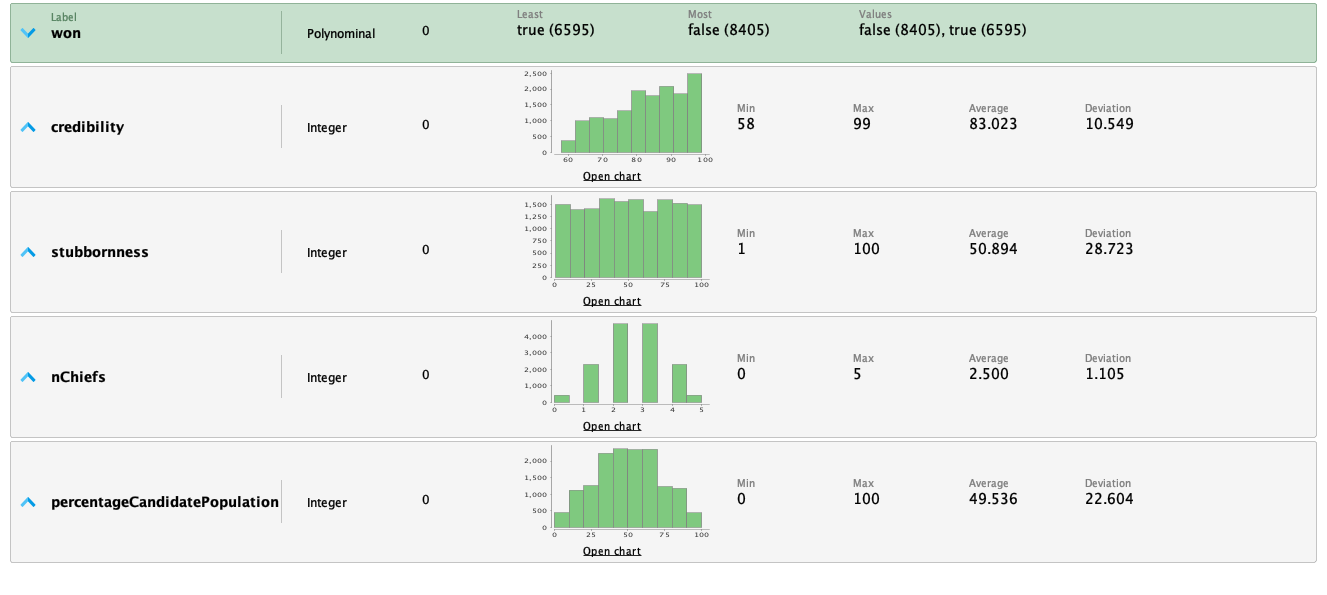 Label
won
Polynominal
0
Least
true (6595)
Most
false (8405)
Values
false (8405), true (6595)
credibility
Integer
0
2,500
2,000
1,500
1,000
500
0
60 70 80 90 100
Open chart
Min
58
Max
99
Average
83.023
Deviation
10.549
stubbornness
Integer
0
1,500
1,250
1,000
750
500
250
0
0 25 50 75 100
Open chart
Min
1
Max
100
Average
50.894
Deviation
28.723
nChiefs
Integer
0
4,000
3,000
2,000
1,000
0
0 1 2 3 4 5
Open chart
Min
0
Max
5
Average
2.500
Deviation
1.105
percentageCandidatePopulation
Integer
0
2,000
1,500
1,000
500
0
0 25 50 75 100
Open chart
Min
0
Max
100
Average
49.536
Deviation
22.604